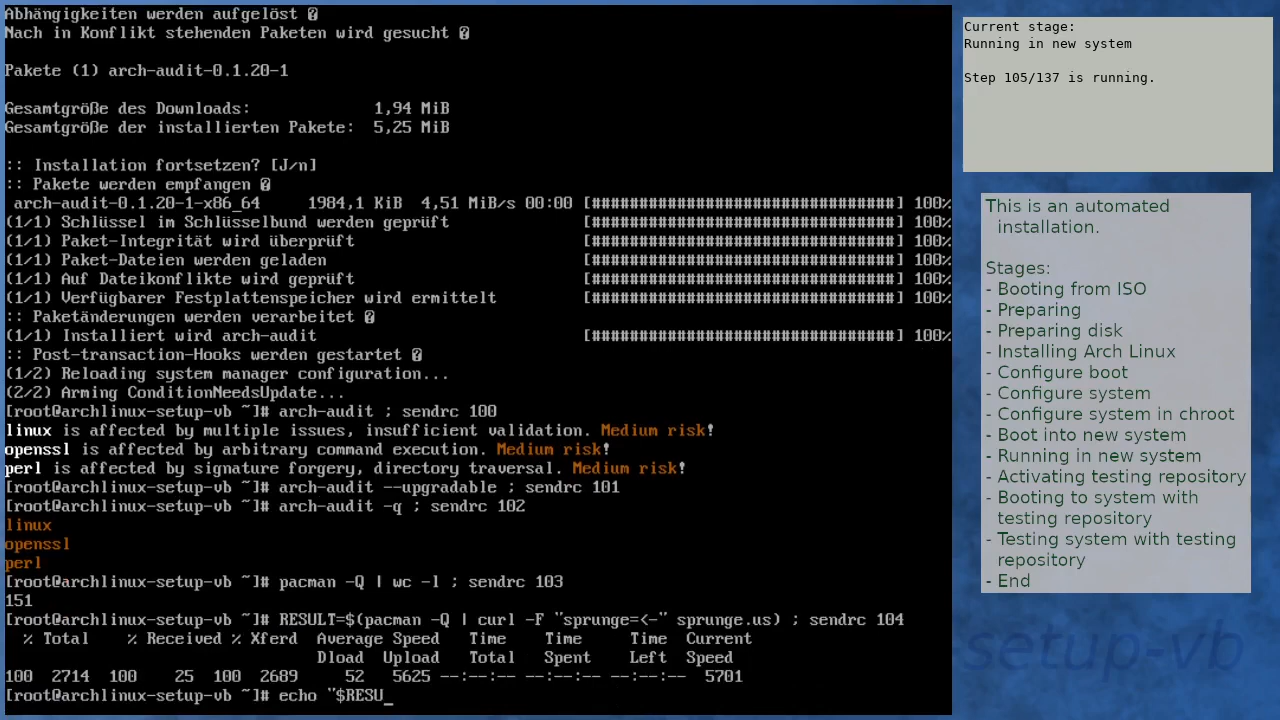 Abhängigkeiten werden aufgelöst �
Nach in Konflikt stehenden Paketen wird gesucht �
Pakete (1) arch-audit-0.1.20-1
Gesamtgröße des Downloads: 1,94 MiB
Gesamtgröße der installierten Pakete: 5,25 MiB
:: Installation fortsetzen? [J/n]
:: Pakete werden empfangen �
arch-audit-0.1.20-1-x86_64 1984,1 KiB 4,51 MiB/s 00:00 [################################] 100%
(1/1) Schlüssel im Schlüsselbund werden geprüft [################################] 100%
(1/1) Paket-Integrität wird überprüft [################################] 100%
(1/1) Paket-Dateien werden geladen [################################] 100%
(1/1) Auf Dateikonflikte wird geprüft [################################] 100%
(1/1) Verfügbarer Festplattenspeicher wird ermittelt [################################] 100%
:: Paketänderungen werden verarbeitet �
(1/1) Installiert wird arch-audit [################################] 100%
:: Post-transaction-Hooks werden gestartet �
(1/2) Reloading system manager configuration...
(2/2) Arming ConditionNeedsUpdate...
[root@archlinux-setup-vb ~]# arch-audit ; sendrc 100
linux is affected by multiple issues, insufficient validation. Medium risk!
openssl is affected by arbitrary command execution. Medium risk!
perl is affected by signature forgery, directory traversal. Medium risk!
[root@archlinux-setup-vb ~]# arch-audit --upgradable ; sendrc 101
[root@archlinux-setup-vb ~]# arch-audit -q ; sendrc 102
linux
openssl
perl
[root@archlinux-setup-vb ~]# pacman -Q | wc -l ; sendrc 103
151
[root@archlinux-setup-vb ~]# RESULT=$(pacman -Q | curl -F "sprunge=<-" sprunge.us) ; sendrc 104
% Total % Received % Xferd Average Speed Time Time Time Current
Dload Upload Total Spent Left Speed
100 2714 100 25 100 2689 52 5625 --:--:-- --:--:-- --:--:-- 5701
[root@archlinux-setup-vb ~]# echo "$RESU_
Current stage:
Running in new system
Step 105/137 is running.
This is an automated
installation.
Stages:
- Booting from ISO
- Preparing
- Preparing disk
- Installing Arch Linux
- Configure boot
- Configure system
- Configure system in chroot
- Boot into new system
- Running in new system
- Activating testing repository
- Booting to system with
testing repository
- Testing system with testing
repository
- End
setup-vb